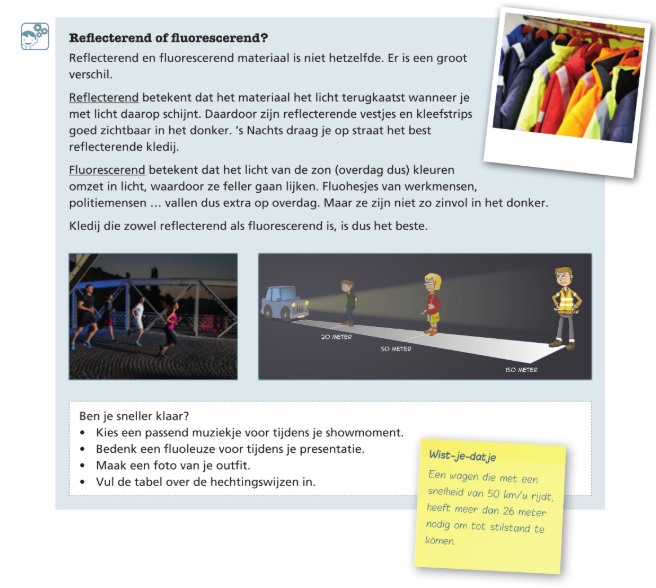 Reflecterend of fluorescerend?
Reflecterend en fluorescerend materiaal is niet hetzelfde. Er is een groot
verschil.
Reflecterend betekent dat het materiaal het licht terugkaatst wanneer je
met licht daarop schijnt. Daardoor zijn reflecterende vestjes en kleefstrips
goed zichtbaar in het donker. ’s Nachts draag je op straat het best
reflecterende kledij.
Fluorescerend betekent dat het licht van de zon (overdag dus) kleuren
omzet in licht, waardoor ze feller gaan lijken. Fluohesjes van werkmensen,
politiemensen … vallen dus extra op overdag. Maar ze zijn niet zo zinvol in het donker.
Kledij die zowel reflecterend als fluorescerend is, is dus het beste.
20 METER
50 METER
150 METER
Ben je sneller klaar?
• Kies een passend muziekje voor tijdens je showmoment.
• Bedenk een fluoleuze voor tijdens je presentatie.
• Maak een foto van je outfit.
• Vul de tabel over de hechtingswijzen in.
Wist-je-datje
Een wagen die met een
snelheid van 50 km/u rijdt,
heeft meer dan 26 meter
nodig om tot stilstand te
komen.